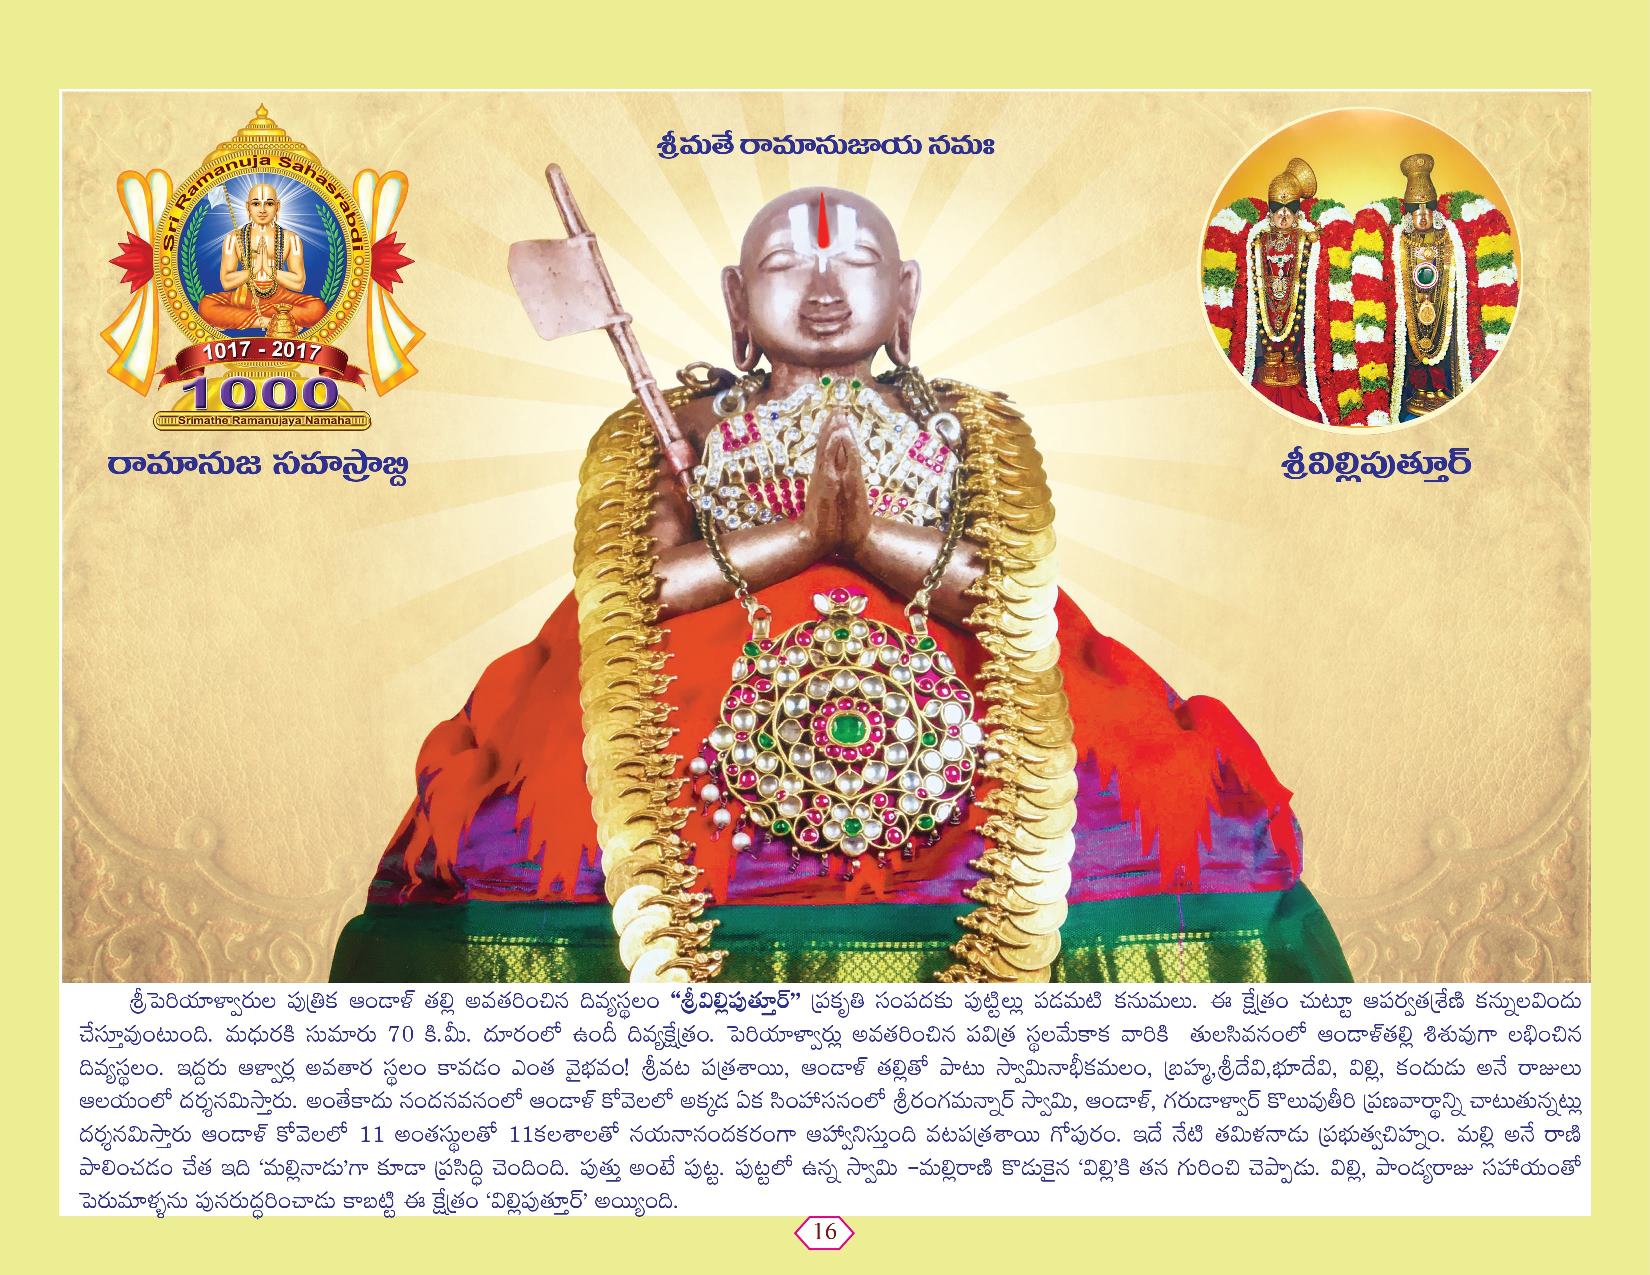 శ్రీమతే రామానుజాయ నమః
Sri Ramanuja Sahasrabdi
1017 - 2017
1000
Srimathe Ramanujaya Namaha
రామానుజ సహస్రాబ్ది
శ్రీవిల్లిపుత్తూర్
శ్రీపెరియాళ్వారుల పుత్రిక ఆండాళ్ తల్లి అవతరించిన దివ్యస్థలం “శ్రీవిల్లిపుత్తూర్” ప్రకృతి సంపదకు పుట్టిల్లు పడమటి కనుమలు. ఈ క్షేత్రం చుట్టూ ఆపర్వతశ్రేణి కన్నులవిందు
చేస్తూవుంటుంది. మధురకి సుమారు 70 కి.మీ. దూరంలో ఉందీ దివ్యక్షేత్రం. పెరియాళ్వార్లు అవతరించిన పవిత్ర స్థలమేకాక వారికి తులసివనంలో ఆండాళ్‌తల్లి శిశువుగా లభించిన
దివ్యస్థలం. ఇద్దరు ఆళ్వార్ల అవతార స్థలం కావడం ఎంత వైభవం! శ్రీవట పత్రశాయి, ఆండాళ్ తల్లితో పాటు స్వామినాభీకమలం, బ్రహ్మ,శ్రీదేవి,భూదేవి, విల్లి, కందుడు అనే రాజులు
ఆలయంలో దర్శనమిస్తారు. అంతేకాదు నందనవనంలో ఆండాళ్ కోవెలలో అక్కడ ఏక సింహాసనంలో శ్రీరంగమన్నార్ స్వామి, ఆండాళ్, గరుడాళ్వార్ కొలువుతీరి ప్రణవార్థాన్ని చాటుతున్నట్లు
దర్శనమిస్తారు ఆండాళ్ కోవెలలో 11 అంతస్థులతో 11కలశాలతో నయనానందకరంగా ఆహ్వానిస్తుంది వటపత్రశాయి గోపురం. ఇదే నేటి తమిళనాడు ప్రభుత్వచిహ్నం. మల్లి అనే రాణి
పాలించడం చేత ఇది ‘మల్లినాడు’గా కూడా ప్రసిద్ధి చెందింది. పుత్తు అంటే పుట్ట. పుట్టలో ఉన్న స్వామి -మల్లిరాణి కొడుకైన ‘విల్లి’కి తన గురించి చెప్పాడు. విల్లి, పాండ్యరాజు సహాయంతో
పెరుమాళ్ళను పునరుద్ధరించాడు కాబట్టి ఈ క్షేత్రం ‘విల్లిపుత్తూర్’ అయ్యింది.
16